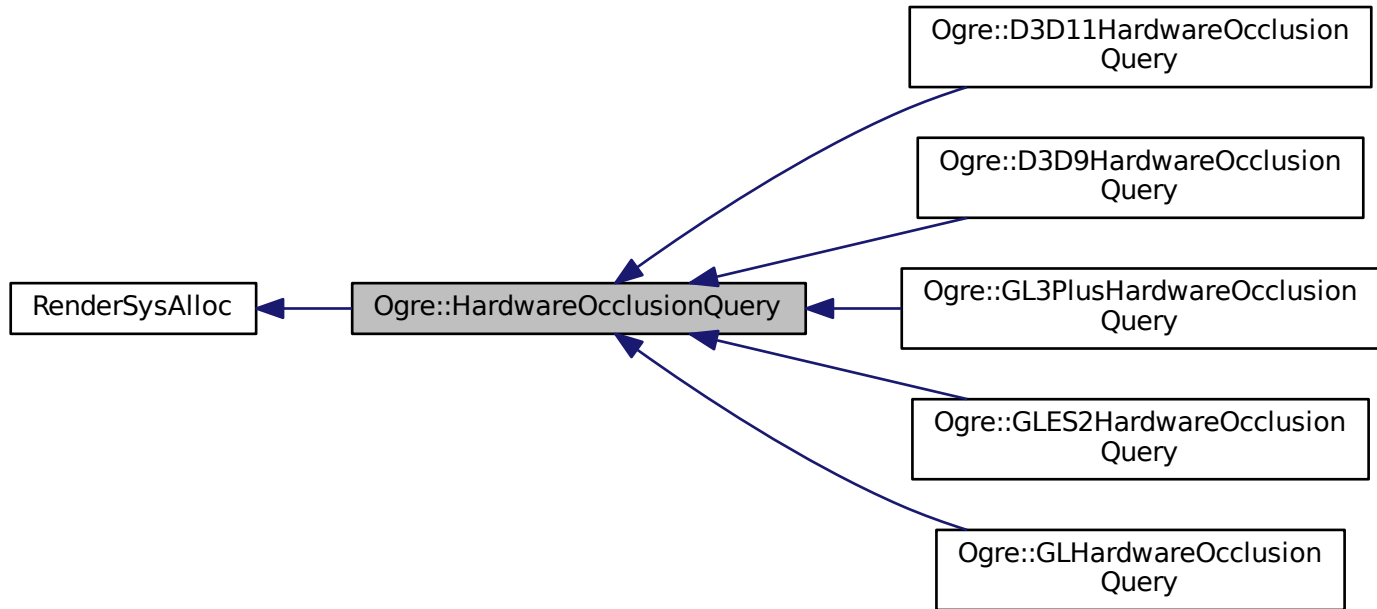 RenderSysAlloc
Ogre::HardwareOcclusionQuery
Ogre::D3D11HardwareOcclusion
Query
Ogre::D3D9HardwareOcclusion
Query
Ogre::GL3PlusHardwareOcclusion
Query
Ogre::GLES2HardwareOcclusion
Query
Ogre::GLHardwareOcclusion
Query